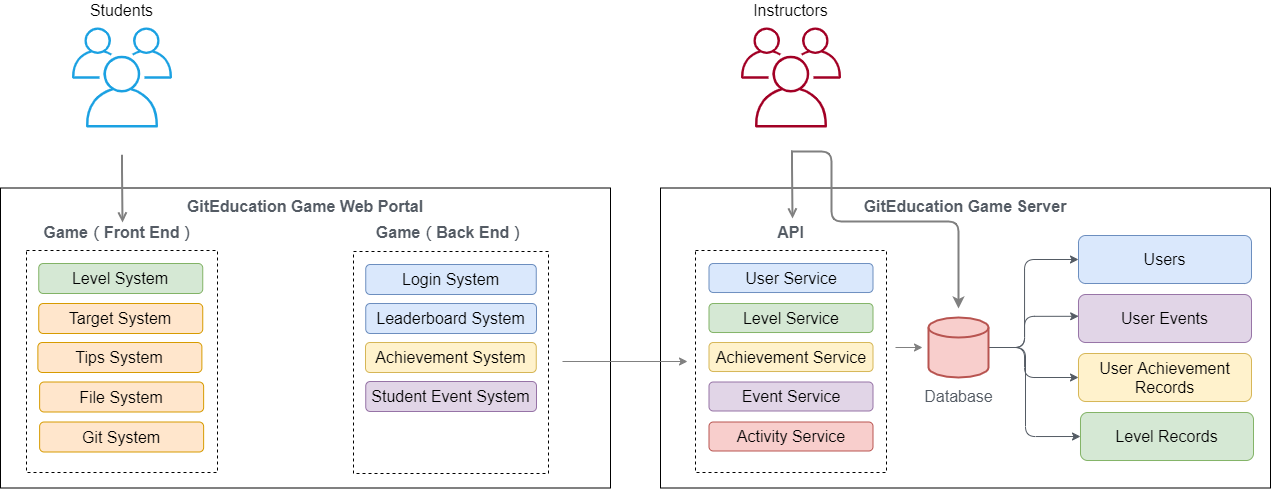 Students
Instructors
GitEducation Game Web Portal
Game ( Front End )
Level System
Target System
Tips System
File System
Git System
Game ( Back End )
Login System
Leaderboard System
Achievement System
Student Event System
GitEducation Game Server
API
User Service
Level Service
Achievement Service
Event Service
Activity Service
Database
Users
User Events
User Achievement
Records
Level Records